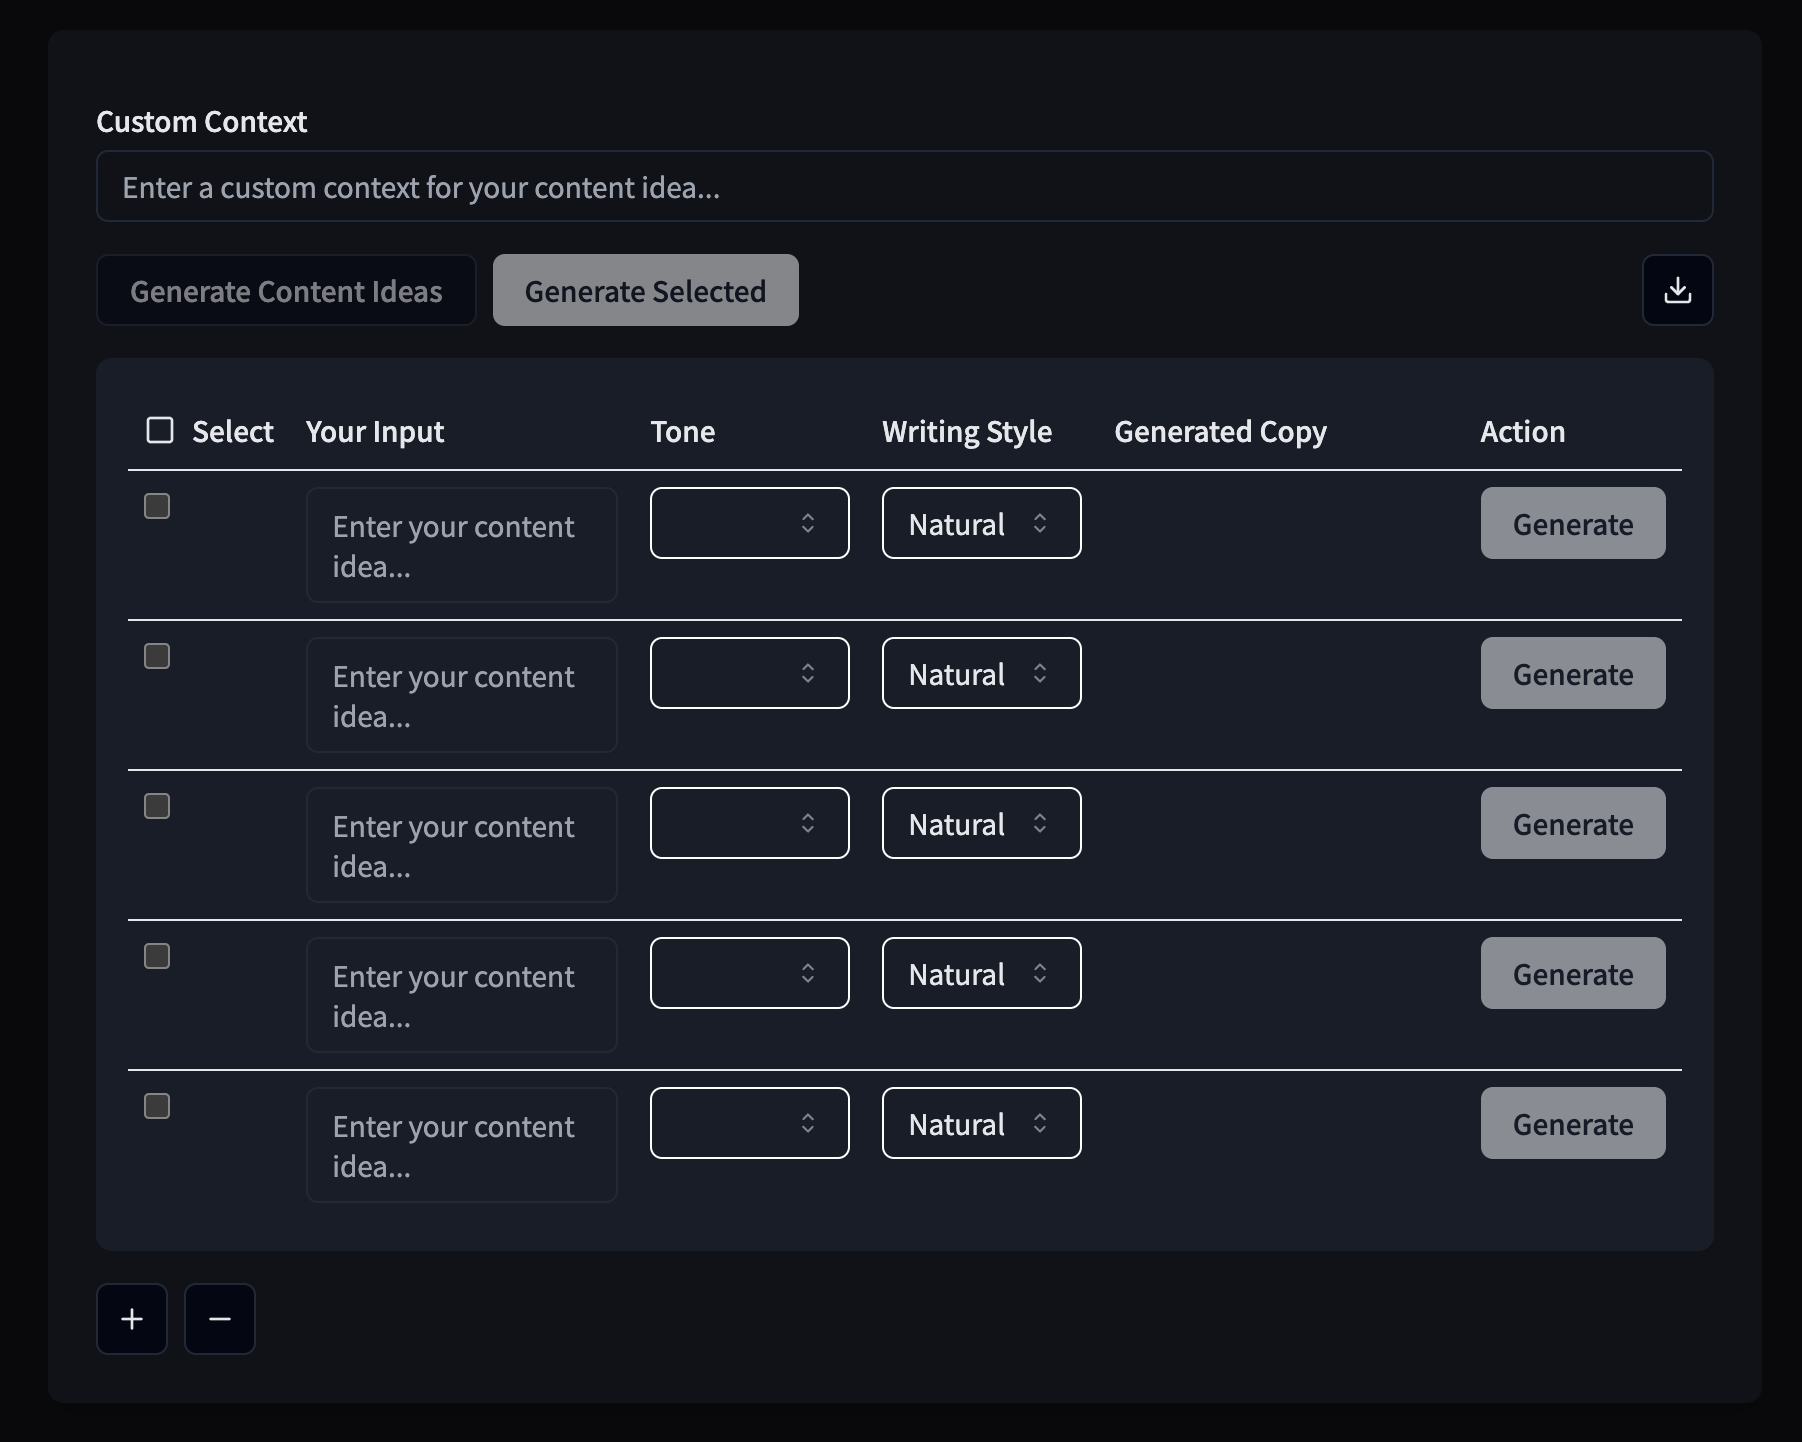 Custom Context
Enter a custom context for your content idea...
Generate Content Ideas
Generate Selected
Select Your Input Tone Writing Style Generated Copy Action
Enter your content
idea...
Natural
Generate
Enter your content
idea...
Natural
Generate
Enter your content
idea...
Natural
Generate
Enter your content
idea...
Natural
Generate
Enter your content
idea...
Natural
Generate